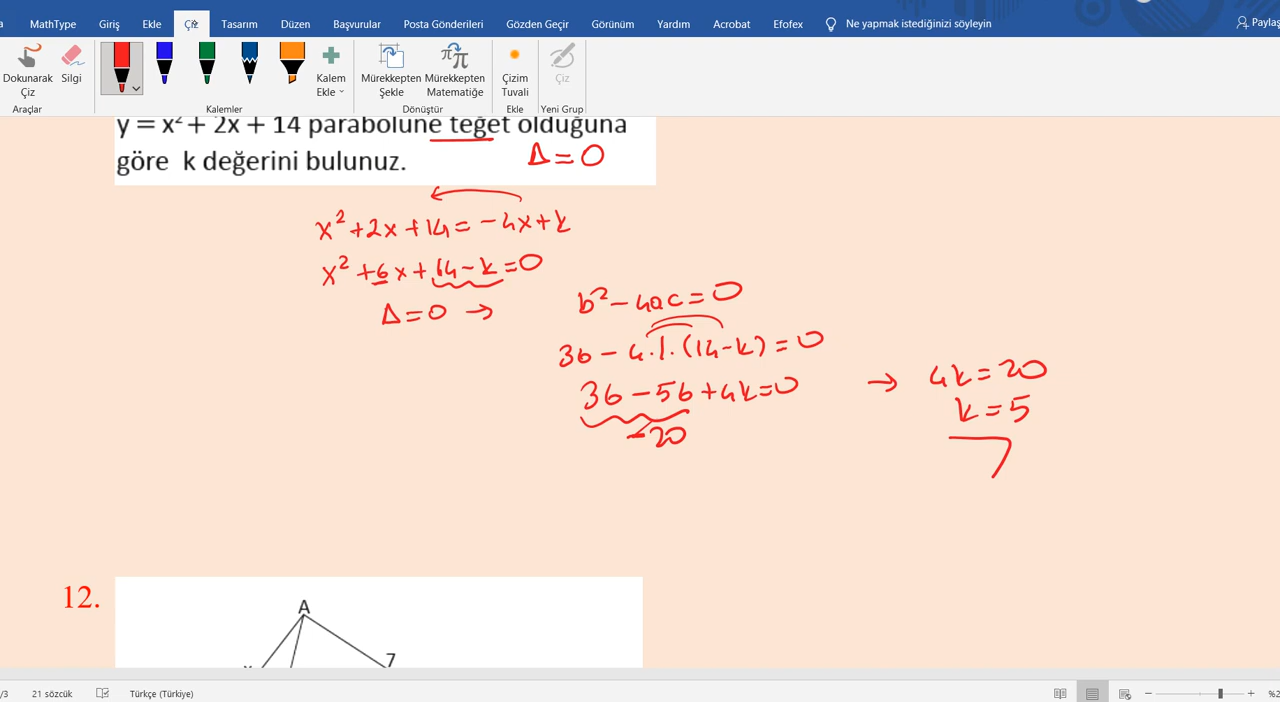 MathType Giriş Ekle Çiz Tasarım Düzen Başvurular Posta Gönderileri Gözden Geçir Görünüm Yardım Acrobat Efofex Ne yapmak istediğinizi söyleyin Paylaş
Dokunarak Çiz Silgi Kalem Ekle Mürekkepten Şekle Mürekkepten Matematiğe Çizim Tuvali Çiz
Araçlar Kalemler Dönüştür Ekle Yeni Grup
y = x² + 2x + 14 parabolüne teğet olduğuna
göre k değerini bulunuz. Δ = 0
x² + 2x + 14 = -4x + k
x² + 6x + 14 - k = 0
Δ = 0 → b² - 4ac = 0
36 - 4.1.(14 - k) = 0
36 - 56 + 4k = 0 → 4k = 20
-20 k = 5
12.
A
7
/3 21 sözcük Türkçe (Türkiye) %2